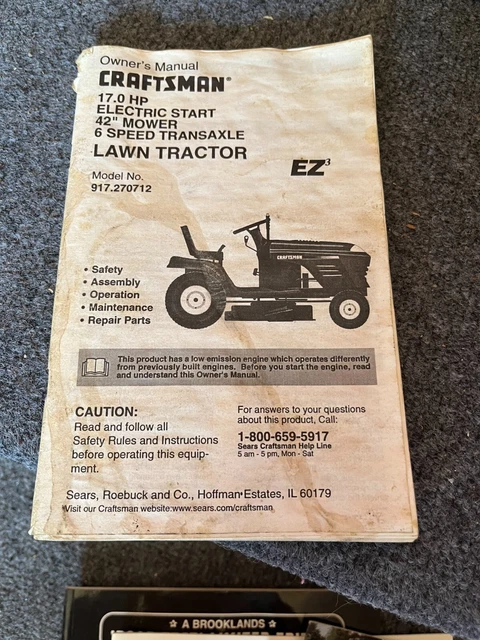 Owner's Manual
CRAFTSMAN®
17.0 HP
ELECTRIC START
42" MOWER
6 SPEED TRANSAXLE
LAWN TRACTOR
EZ³
Model No.
917.270712
CRAFTSMAN
• Safety
• Assembly
• Operation
• Maintenance
• Repair Parts
This product has a low emission engine which operates differently
from previously built engines. Before you start the engine, read
and understand this Owner's Manual.
CAUTION:
Read and follow all
Safety Rules and Instructions
before operating this equip-
ment.
For answers to your questions
about this product, Call:
1-800-659-5917
Sears Craftsman Help Line
5 am - 5 pm, Mon - Sat
Sears, Roebuck and Co., Hoffman Estates, IL 60179
Visit our Craftsman website:www.sears.com/craftsman
☆ A BROOKLANDS ☆